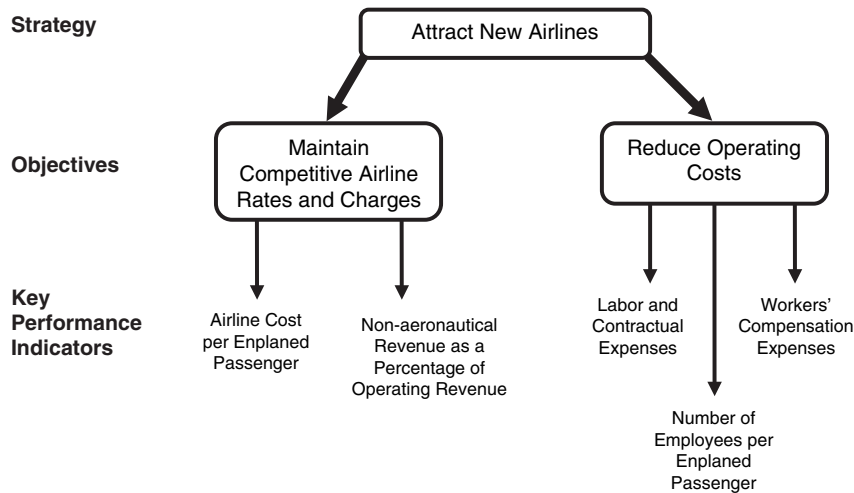 Strategy
Attract New Airlines
Objectives
Maintain
Competitive Airline
Rates and Charges
Reduce Operating
Costs
Key
Performance
Indicators
Airline Cost
per Enplaned
Passenger
Non-aeronautical
Revenue as a
Percentage of
Operating Revenue
Labor and
Contractual
Expenses
Number of
Employees per
Enplaned
Passenger
Workers’
Compensation
Expenses